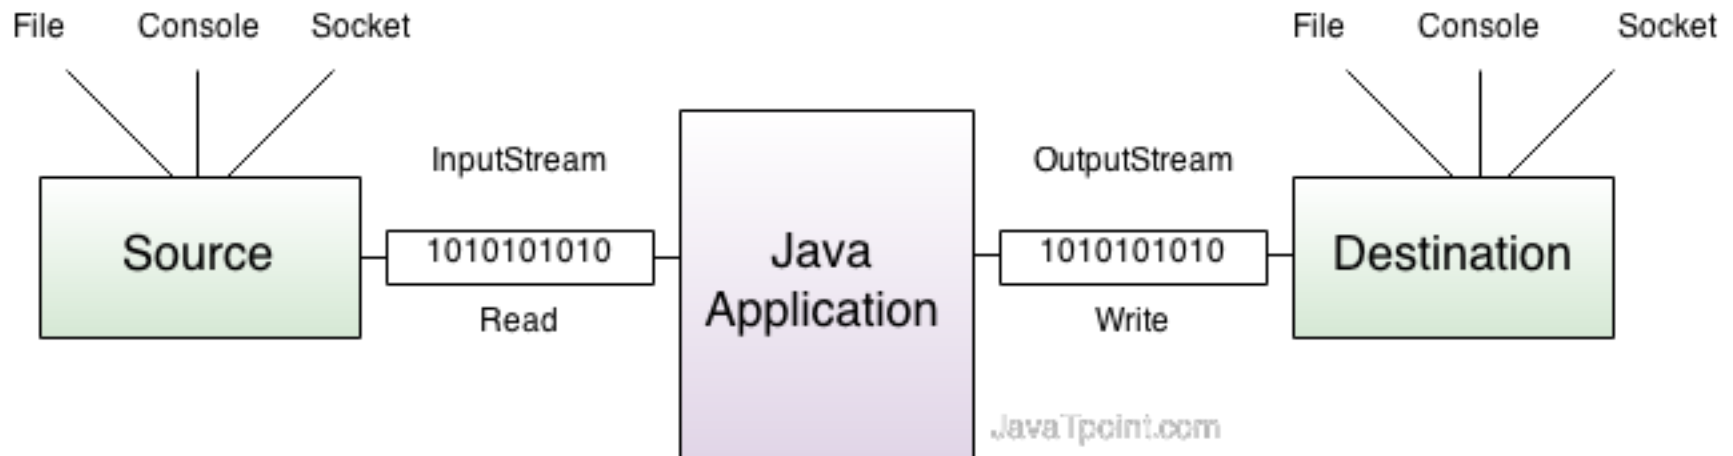 File Console Socket
File Console Socket
InputStream
OutputStream
Source
1010101010
Java
Application
1010101010
Destination
Read
Write
JavaTpoint.com